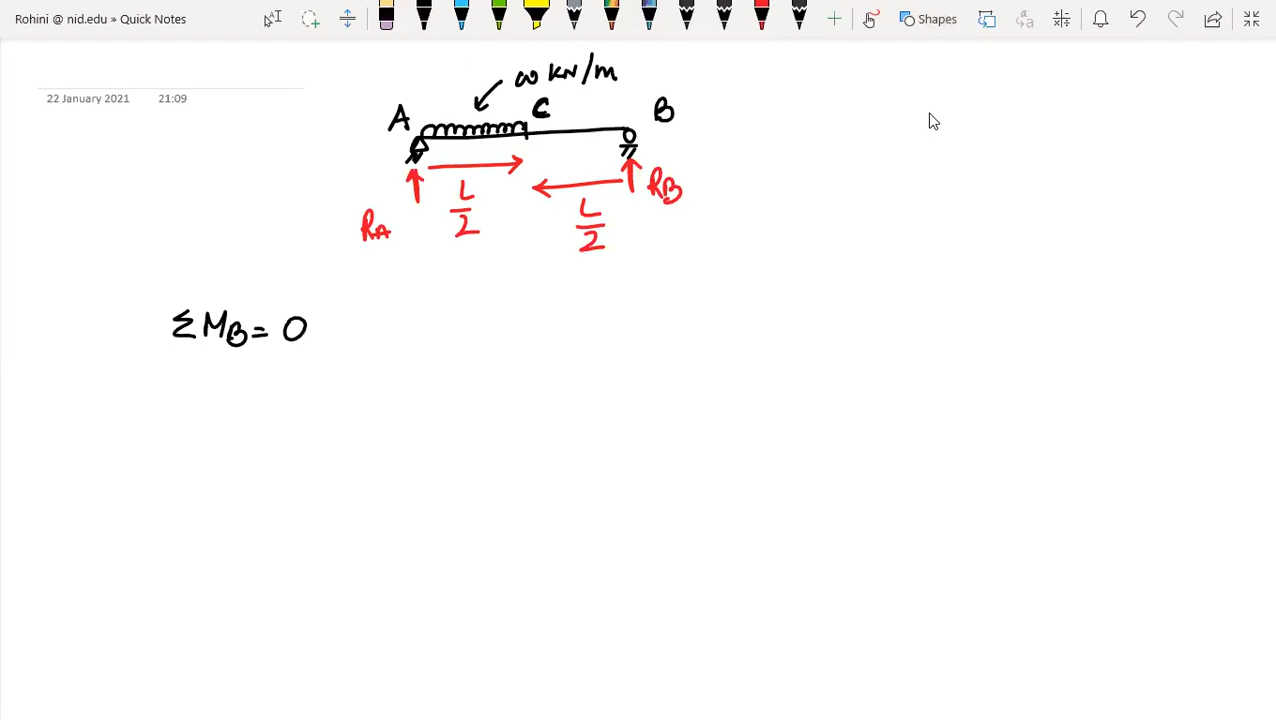 Rohini @ nid.edu » Quick Notes
Shapes
22 January 2021 21:09
ω kN/m
A C B
L/2
RB
RA
L/2
ΣMB = 0